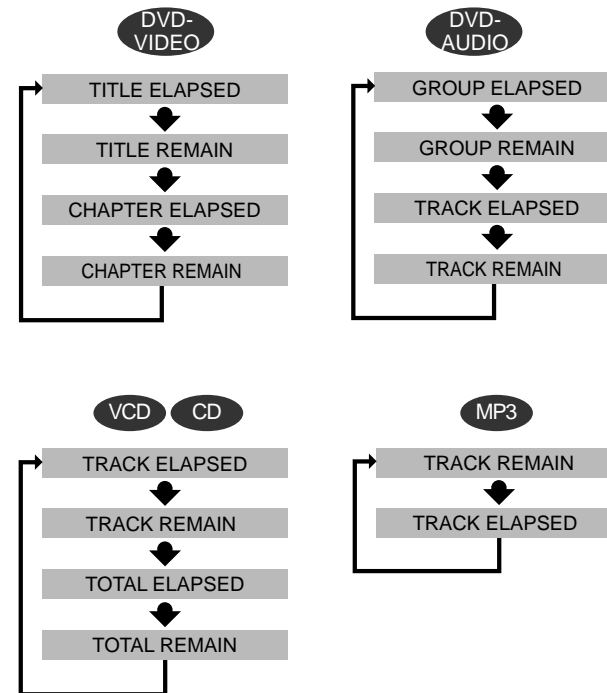 DVD-
VIDEO
TITLE ELAPSED
TITLE REMAIN
CHAPTER ELAPSED
CHAPTER REMAIN
DVD-
AUDIO
GROUP ELAPSED
GROUP REMAIN
TRACK ELAPSED
TRACK REMAIN
VCD CD
TRACK ELAPSED
TRACK REMAIN
TOTAL ELAPSED
TOTAL REMAIN
MP3
TRACK REMAIN
TRACK ELAPSED